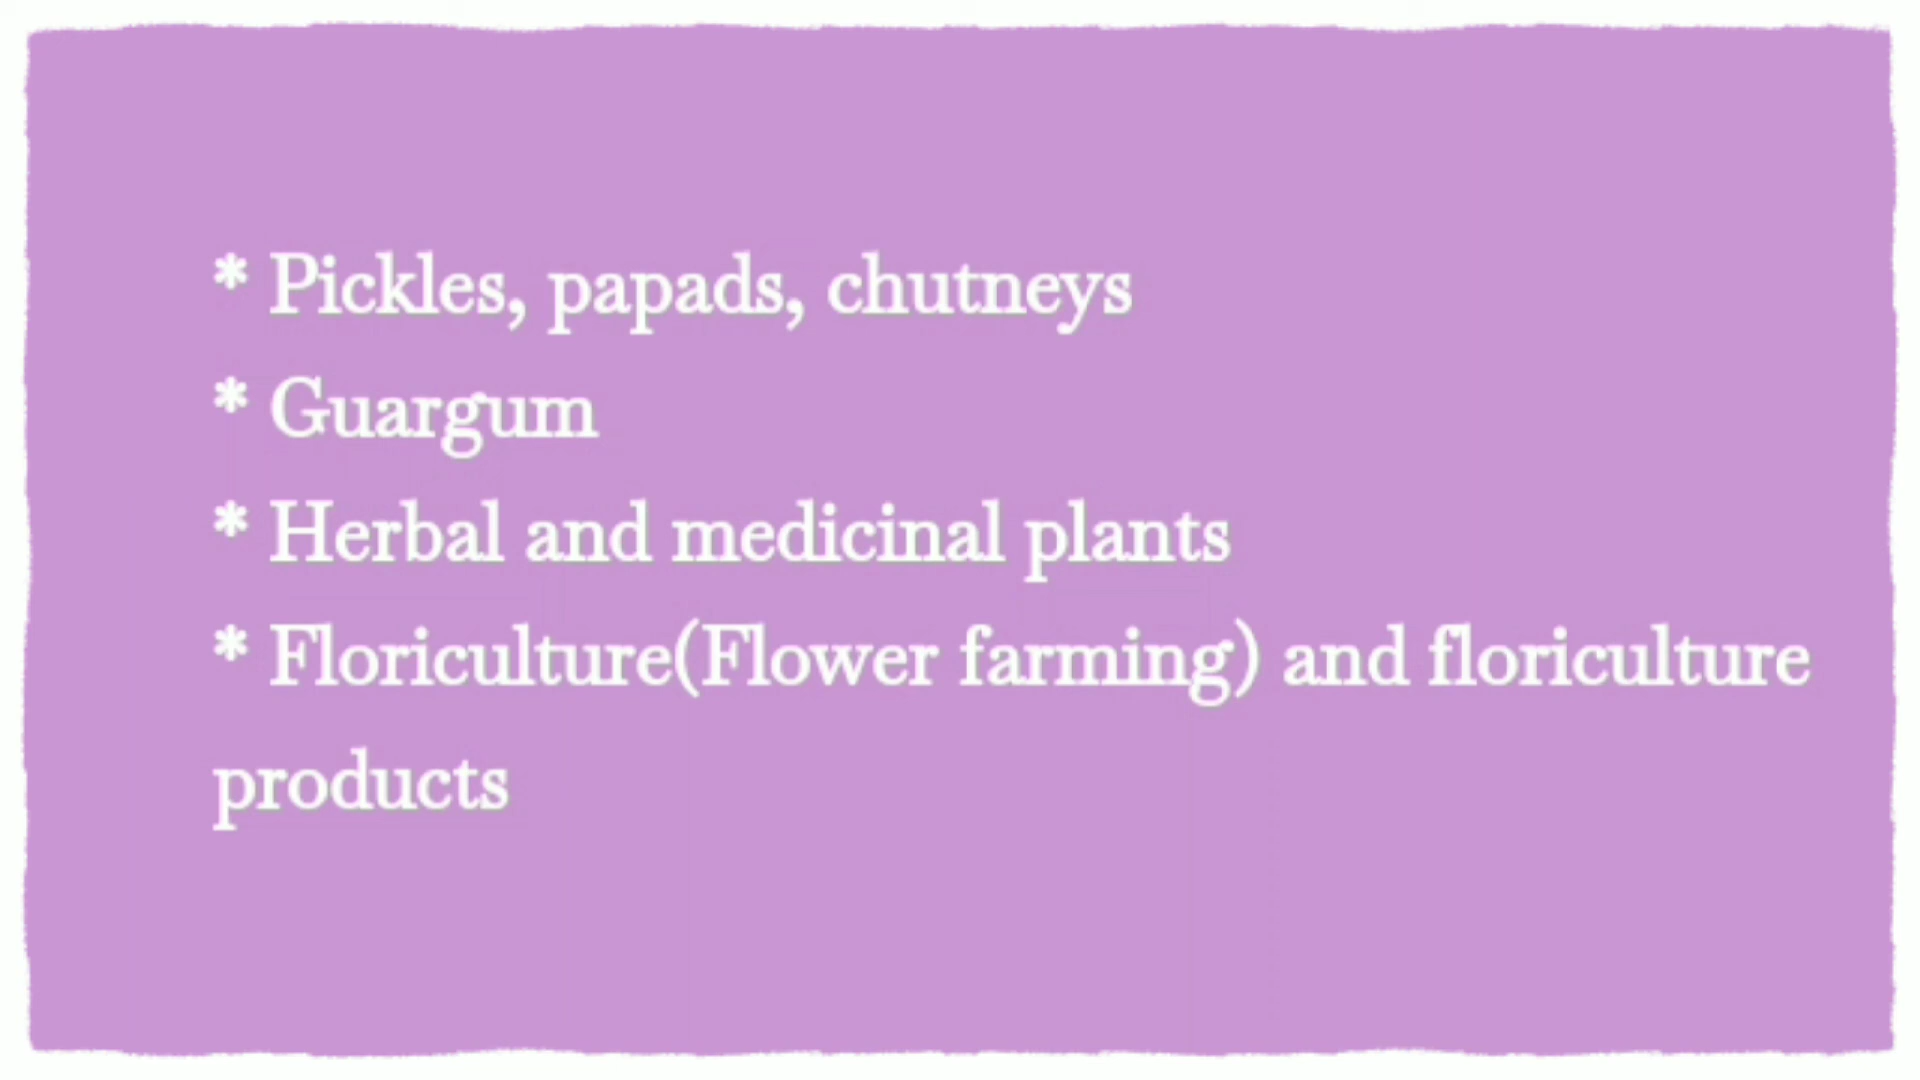 * Pickles, papads, chutneys
* Guargum
* Herbal and medicinal plants
* Floriculture(Flower farming) and floriculture
products